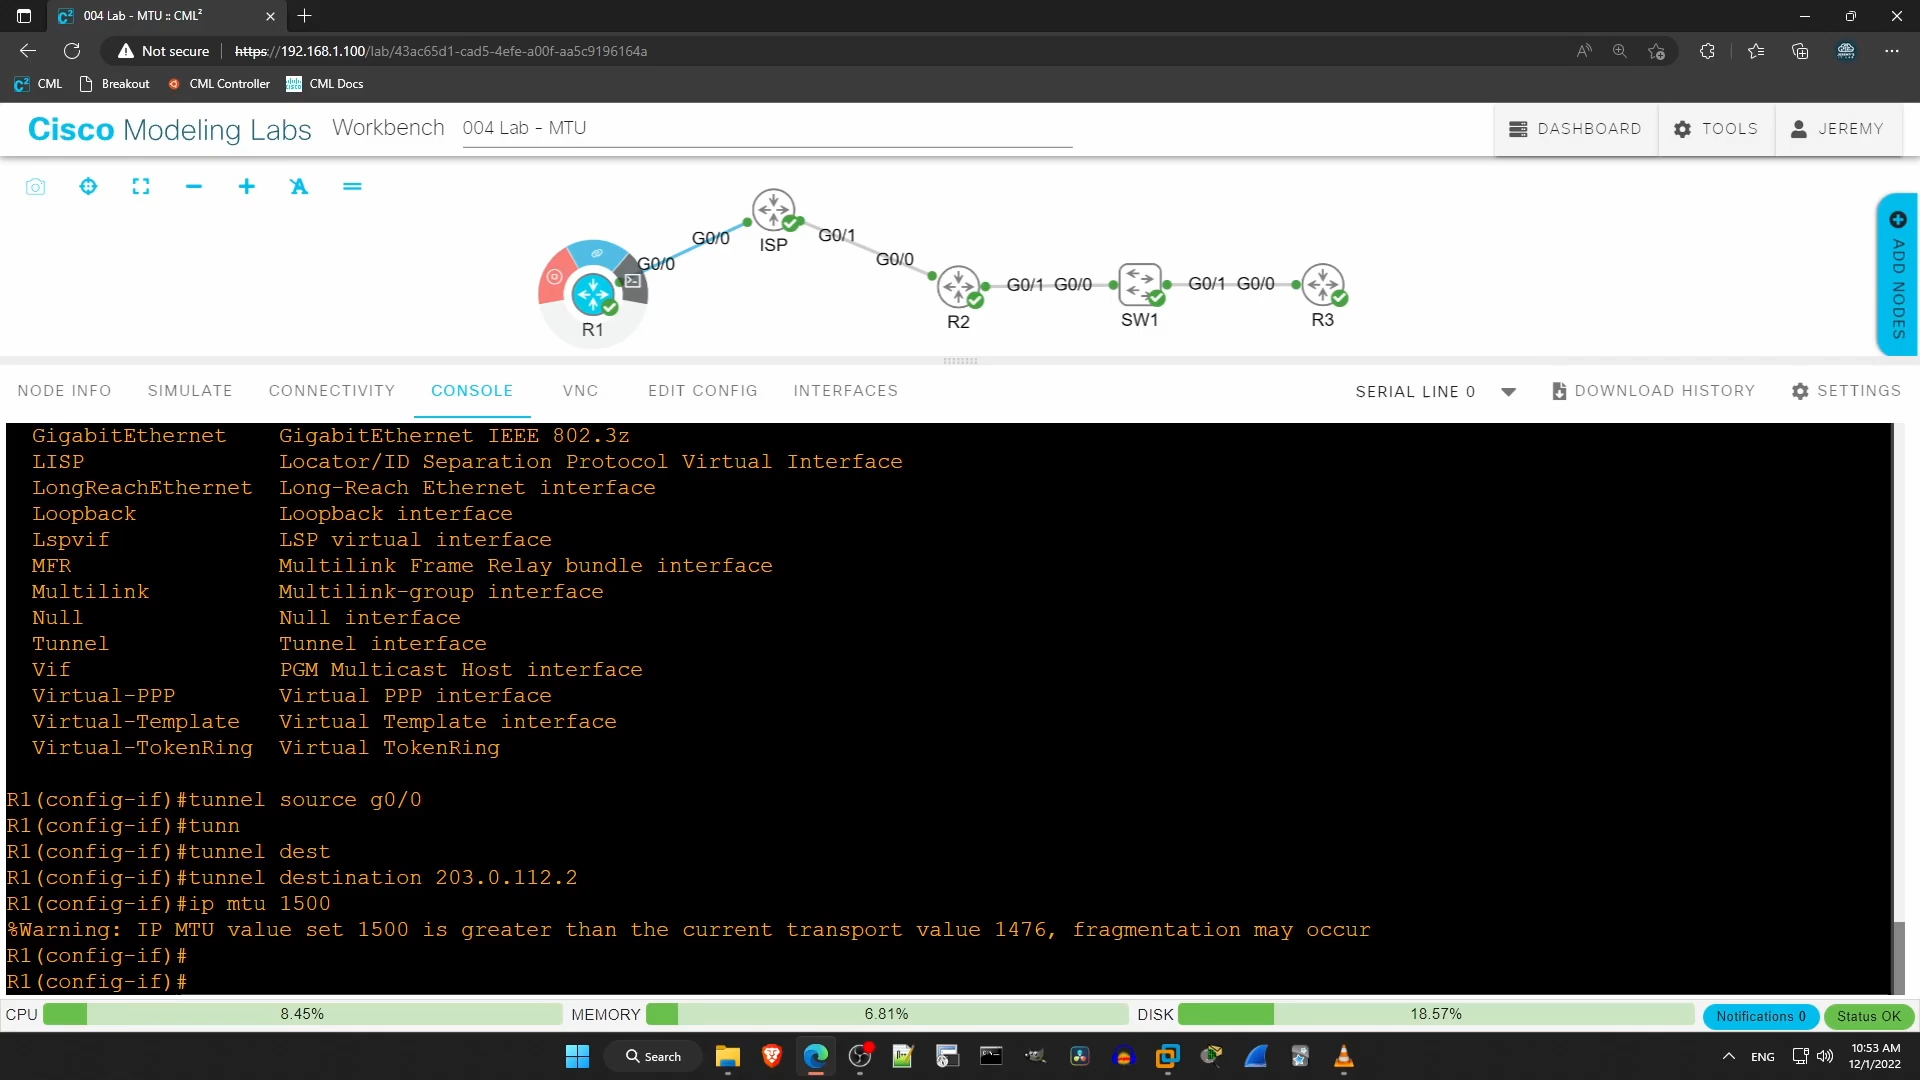 004 Lab - MTU :: CML²
Not secure
https://192.168.1.100/lab/43ac65d1-cad5-4efe-a00f-aa5c9196164a
CML
Breakout
CML Controller
CML Docs
Cisco Modeling Labs
Workbench
004 Lab - MTU
DASHBOARD
TOOLS
JEREMY
G0/0
ISP
G0/1
G0/0
G0/0
R1
R2
G0/1
G0/0
SW1
G0/1
G0/0
R3
ADD NODES
NODE INFO
SIMULATE
CONNECTIVITY
CONSOLE
VNC
EDIT CONFIG
INTERFACES
SERIAL LINE 0
DOWNLOAD HISTORY
SETTINGS
GigabitEthernet GigabitEthernet IEEE 802.3z
LISP Locator/ID Separation Protocol Virtual Interface
LongReachEthernet Long-Reach Ethernet interface
Loopback Loopback interface
Lspvif LSP virtual interface
MFR Multilink Frame Relay bundle interface
Multilink Multilink-group interface
Null Null interface
Tunnel Tunnel interface
Vif PGM Multicast Host interface
Virtual-PPP Virtual PPP interface
Virtual-Template Virtual Template interface
Virtual-TokenRing Virtual TokenRing
R1(config-if)#tunnel source g0/0
R1(config-if)#tunn
R1(config-if)#tunnel dest
R1(config-if)#tunnel destination 203.0.112.2
R1(config-if)#ip mtu 1500
%Warning: IP MTU value set 1500 is greater than the current transport value 1476, fragmentation may occur
R1(config-if)#
R1(config-if)#
CPU 8.45%
MEMORY 6.81%
DISK 18.57%
Notifications 0
Status OK
Search
ENG
10:53 AM
12/1/2022